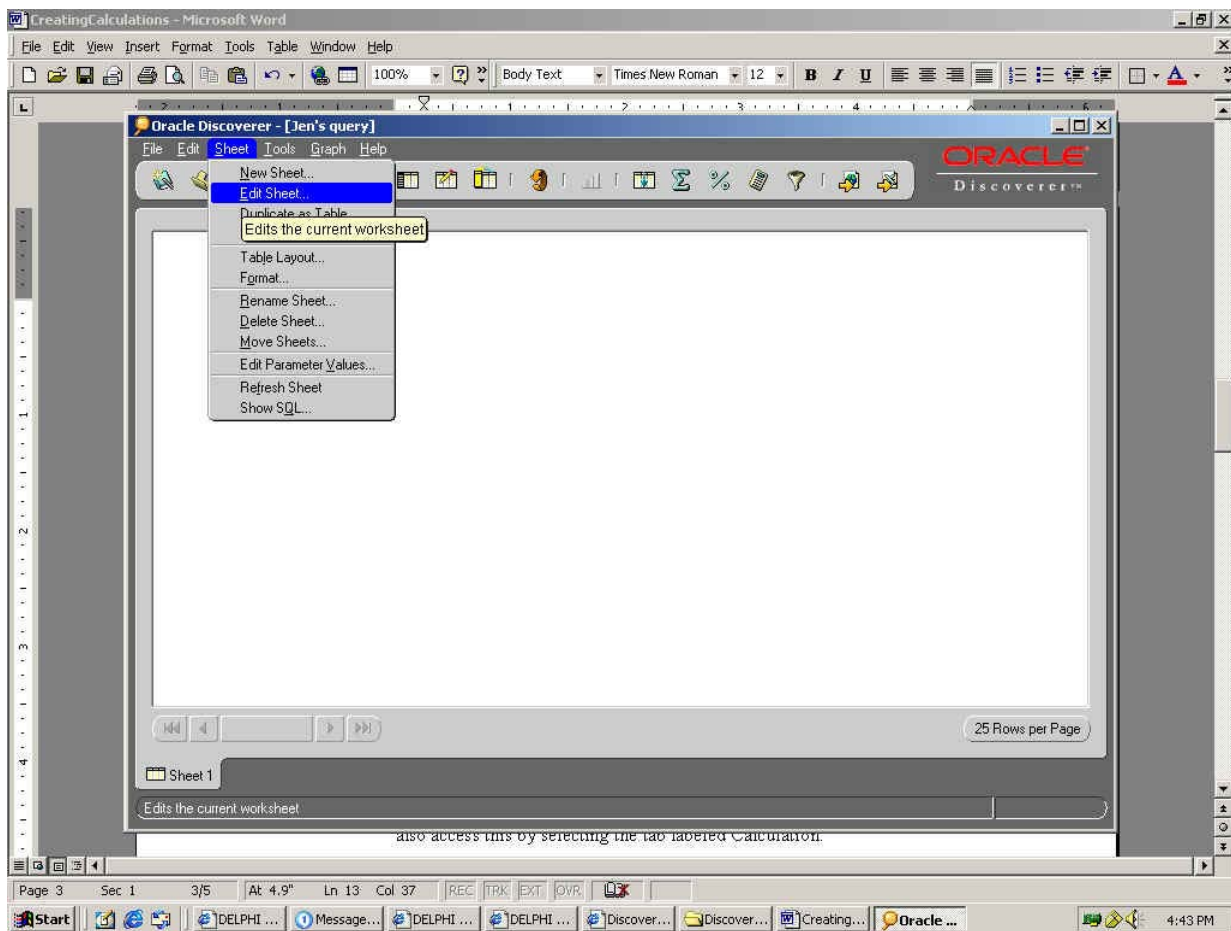 CreatingCalculations - Microsoft Word
File Edit View Insert Format Tools Table Window Help
100% Body Text Times New Roman 12 B I U
Oracle Discoverer - [Jen's query]
File Edit Sheet Tools Graph Help
ORACLE
Discoverer
New Sheet...
Edit Sheet...
Duplicate as Table
Edits the current worksheet
Table Layout...
Format...
Rename Sheet...
Delete Sheet...
Move Sheets...
Edit Parameter Values...
Refresh Sheet
Show SQL...
25 Rows per Page
Sheet 1
Edits the current worksheet
also access this by selecting the tab labeled Calculation.
Page 3 Sec 1 3/5 At 4.9" Ln 13 Col 37 REC TRK EXT OVR
Start DELPHI ... Message... DELPHI ... DELPHI ... Discover... Discover... Creating... Oracle ... 4:43 PM